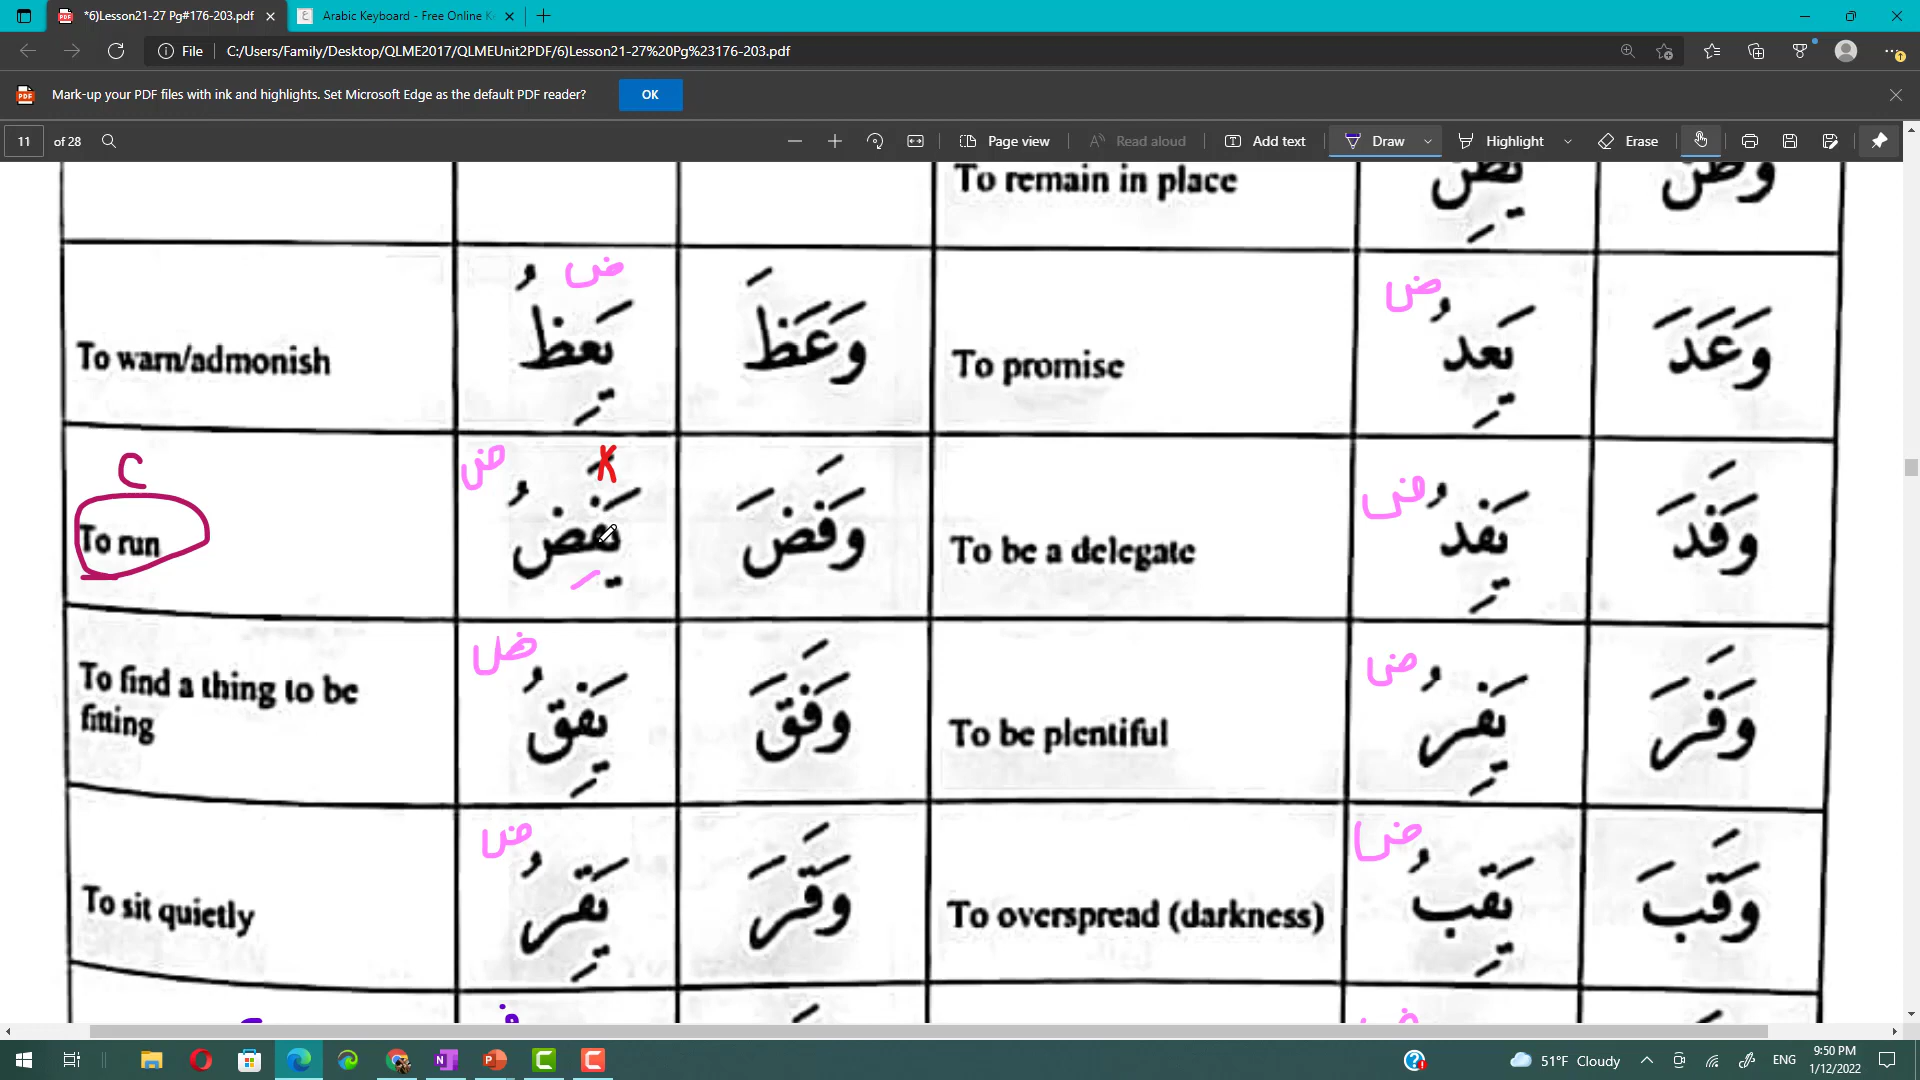 *6)Lesson21-27 Pg#176-203.pdf
Arabic Keyboard - Free Online K
File
C:/Users/Family/Desktop/QLME2017/QLMEUnit2PDF/6)Lesson21-27%20Pg%23176-203.pdf
Mark-up your PDF files with ink and highlights. Set Microsoft Edge as the default PDF reader?
OK
11 of 28
Page view
Read aloud
Add text
Draw
Highlight
Erase
To remain in place
ض
ض
To warn/admonish يَعِظُ وَعَظَ To promise يَعِدُ وَعَدَ
C ض
To run يَفِضُ وَفَضَ To be a delegate يَفِدُ وَفَدَ
ض
To find a thing to be
fitting يَفِقُ وَفَقَ To be plentiful يَفِرُ وَفَرَ
ض ض
To sit quietly يَقِرُ وَقَرَ To overspread (darkness) يَقِبُ وَقَبَ
51°F Cloudy
ENG
9:50 PM
1/12/2022